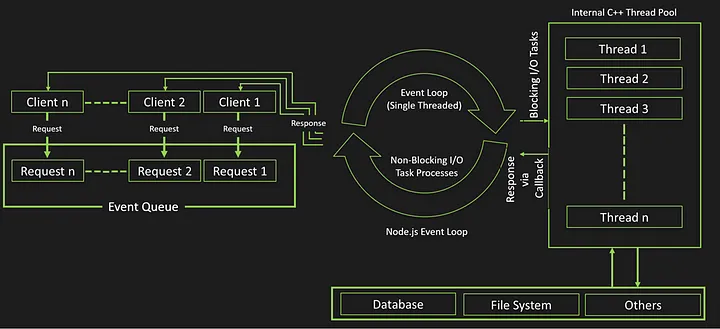 Internal C++ Thread Pool
Client n
Client 2
Client 1
Request
Request
Request
Response
Request n
Request 2
Request 1
Event Queue
Event Loop
(Single Threaded)
Non-Blocking I/O
Task Processes
Node.js Event Loop
Blocking I/O Tasks
Response
via
Callback
Thread 1
Thread 2
Thread 3
Thread n
Database
File System
Others